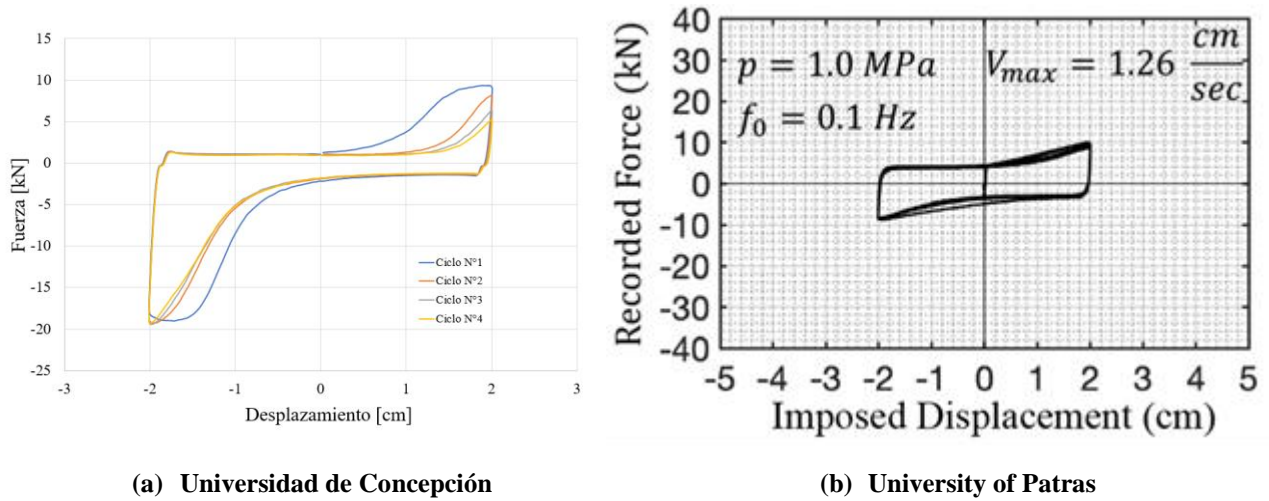 15
10
5
0
-5
-10
-15
-20
-25
-3
-2
-1
0
1
2
3
Fuerza [kN]
Desplazamiento [cm]
Ciclo N°1
Ciclo N°2
Ciclo N°3
Ciclo N°4
(a) Universidad de Concepción
40
30
20
10
0
-10
-20
-30
-40
-5 -4 -3 -2 -1 0 1 2 3 4 5
Recorded Force (kN)
Imposed Displacement (cm)
p = 1.0 MPa
V_max = 1.26 cm/sec
f_0 = 0.1 Hz
(b) University of Patras